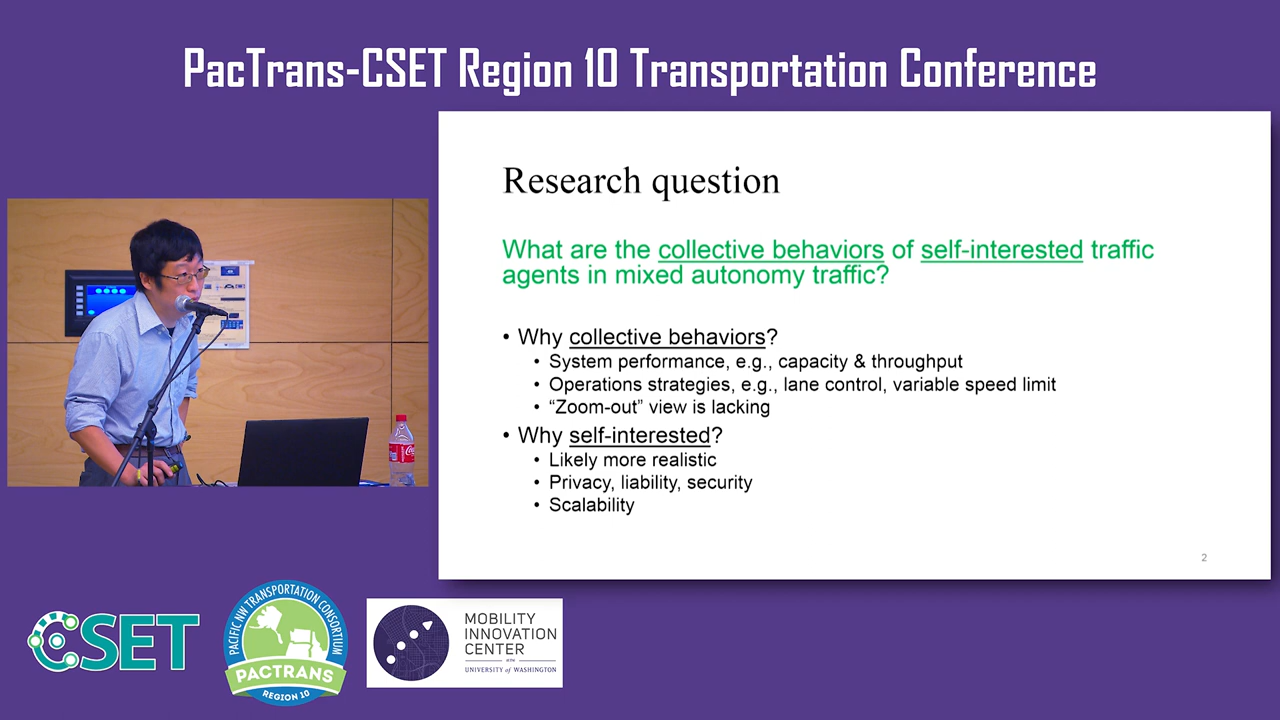 PacTrans-CSET Region 10 Transportation Conference
Research question
What are the collective behaviors of self-interested traffic
agents in mixed autonomy traffic?
• Why collective behaviors?
• System performance, e.g., capacity & throughput
• Operations strategies, e.g., lane control, variable speed limit
• “Zoom-out” view is lacking
• Why self-interested?
• Likely more realistic
• Privacy, liability, security
• Scalability
2
CSET
PACIFIC NW TRANSPORTATION CONSORTIUM
PACTRANS
REGION 10
MOBILITY
INNOVATION
CENTER
UNIVERSITY of WASHINGTON